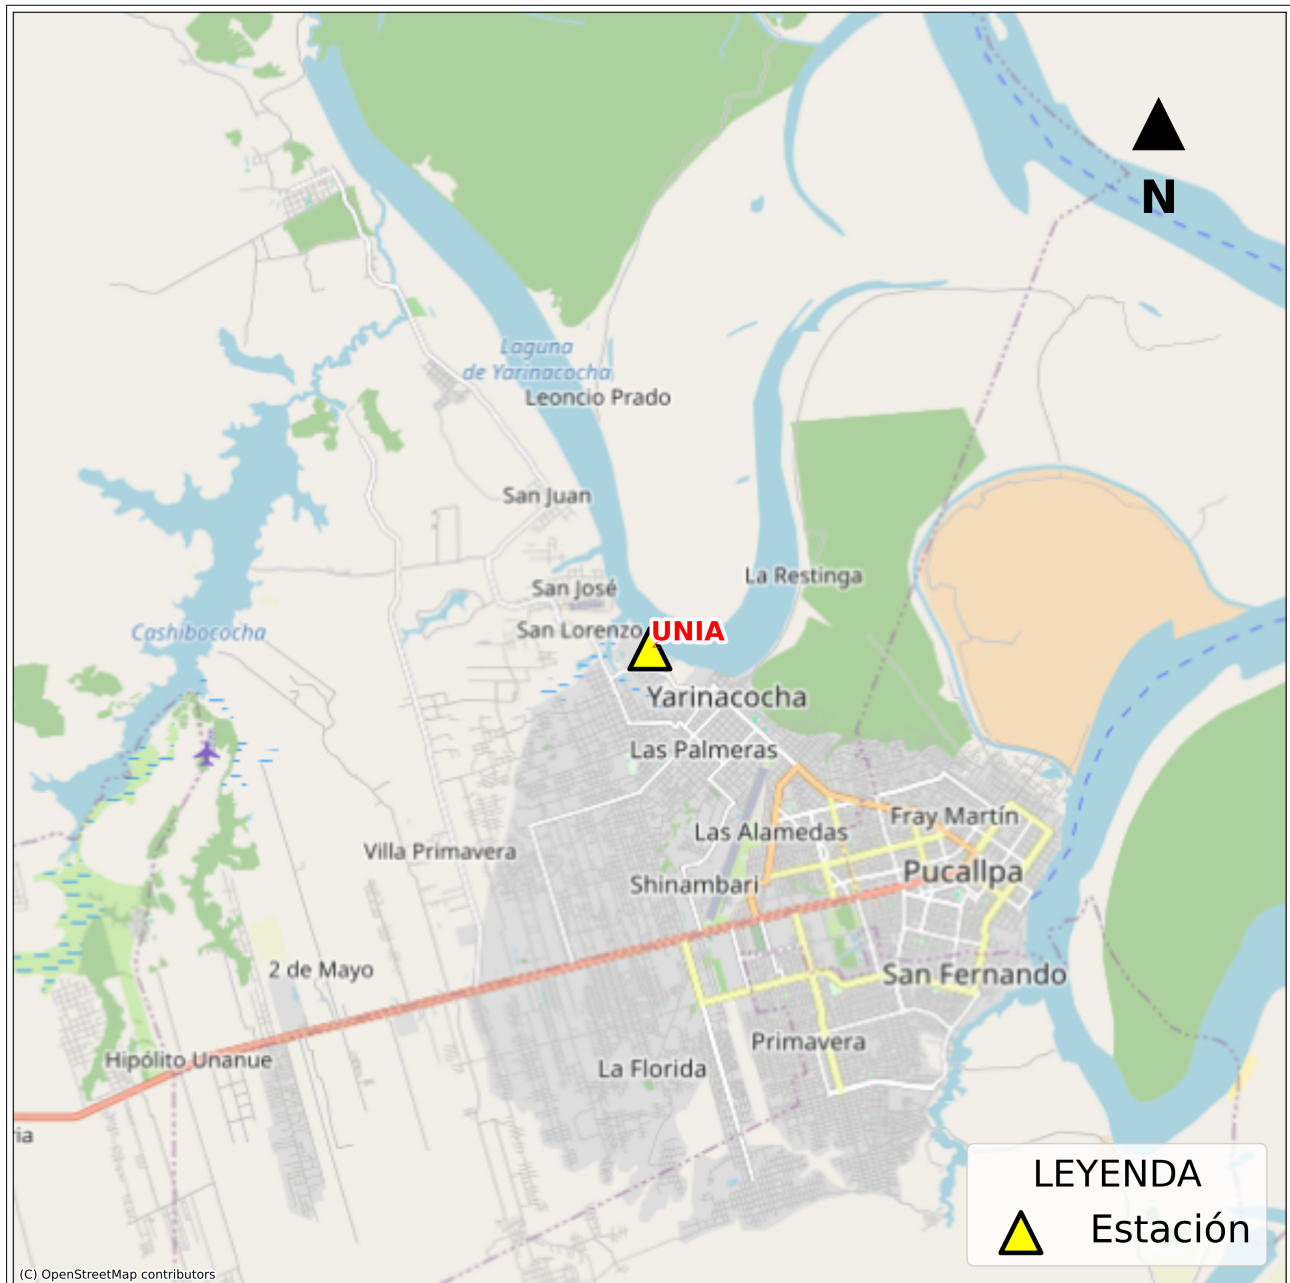 N
Laguna
de Yarinacocha
Leoncio Prado
San Juan
La Restinga
San José
San Lorenzo
UNIA
Cashibococha
Yarinacocha
Las Palmeras
Fray Martín
Las Alamedas
Villa Primavera
Pucallpa
Shinambari
2 de Mayo
San Fernando
Primavera
Hipólito Unanue
La Florida
ia
LEYENDA
Estación
(C) OpenStreetMap contributors